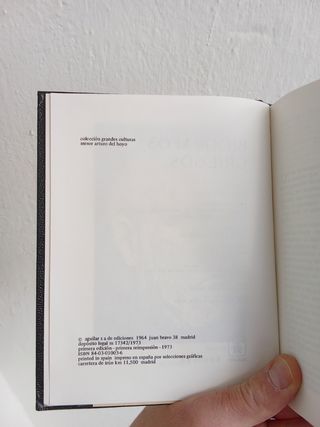 colección grandes culturas
asesor arturo del hoyo
© aguilar s a de ediciones 1964 juan bravo 38 madrid
depósito legal m 17342/1973
primera edición - primera reimpresión - 1973
ISBN 84-03-01003-6
printed in spain impreso en españa por selecciones gráficas
carretera de irún km 11,500 madrid